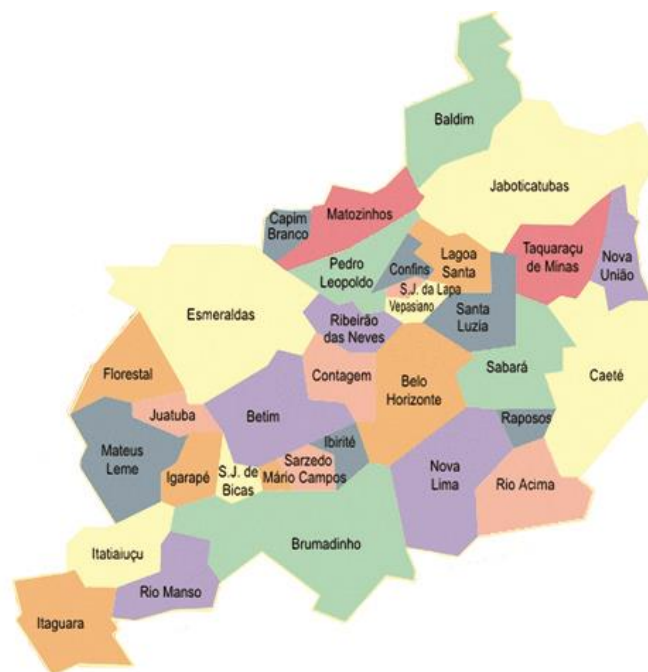 Baldim
Jaboticatubas
Capim
Branco
Matozinhos
Taquaraçu
de Minas
Nova
União
Pedro
Leopoldo
Confins
Lagoa
Santa
S.J. da Lapa
Vepasiano
Santa
Luzia
Esmeraldas
Ribeirão
das Neves
Florestal
Contagem
Belo
Horizonte
Sabará
Caeté
Juatuba
Betim
Raposos
Mateus
Leme
Igarapé
S.J. de
Bicas
Ibirité
Sarzedo
Mário Campos
Nova
Lima
Rio Acima
Itatiaiuçu
Brumadinho
Rio Manso
Itaguara